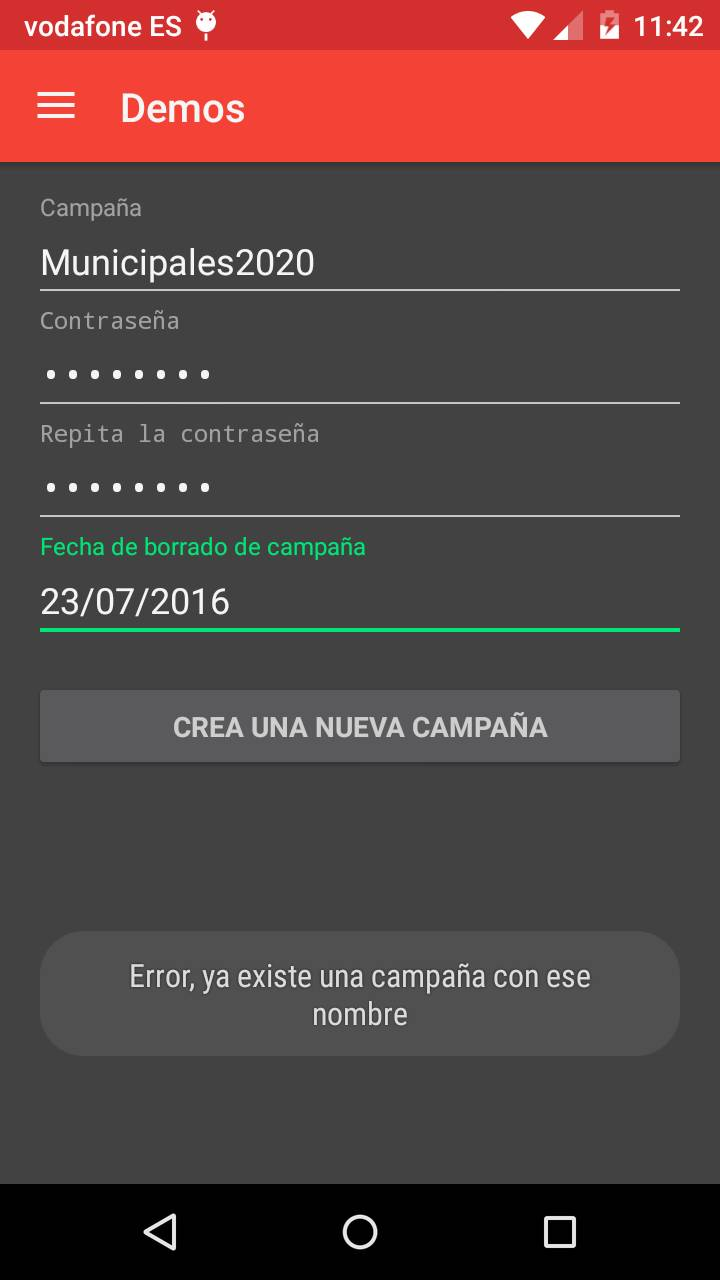 vodafone ES 11:42
Demos
Campaña
Municipales2020
Contraseña
••••••••
Repita la contraseña
••••••••
Fecha de borrado de campaña
23/07/2016
CREA UNA NUEVA CAMPAÑA
Error, ya existe una campaña con ese
nombre